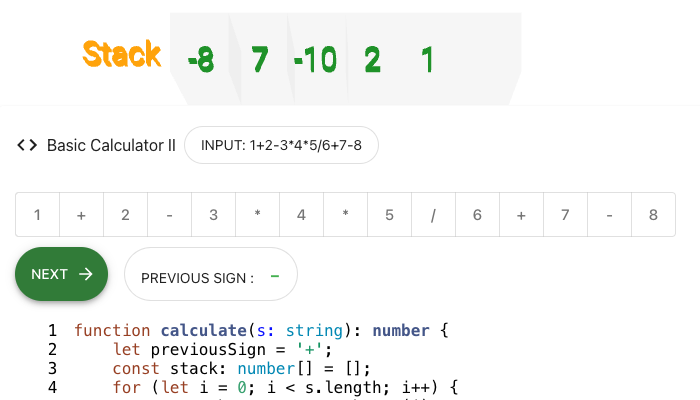 Stack -8 7 -10 2 1
<> Basic Calculator II INPUT: 1+2-3*4*5/6+7-8
1 + 2 - 3 * 4 * 5 / 6 + 7 - 8
NEXT → PREVIOUS SIGN : −
1 function calculate(s: string): number {
2     let previousSign = '+';
3     const stack: number[] = [];
4     for (let i = 0; i < s.length; i++) {